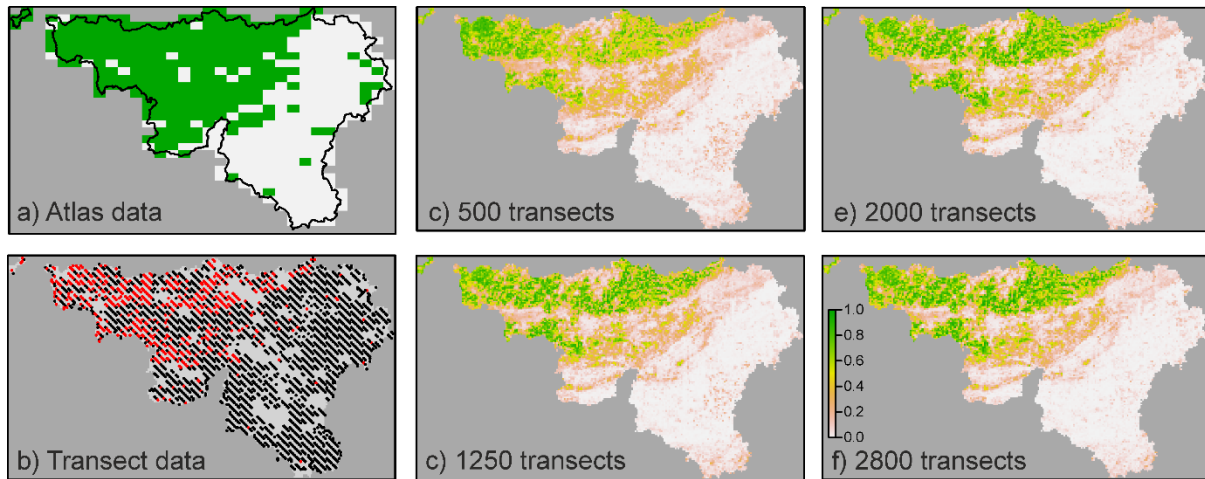 a) Atlas data
c) 500 transects
e) 2000 transects
b) Transect data
c) 1250 transects
1.0
0.8
0.6
0.4
0.2
0.0
f) 2800 transects